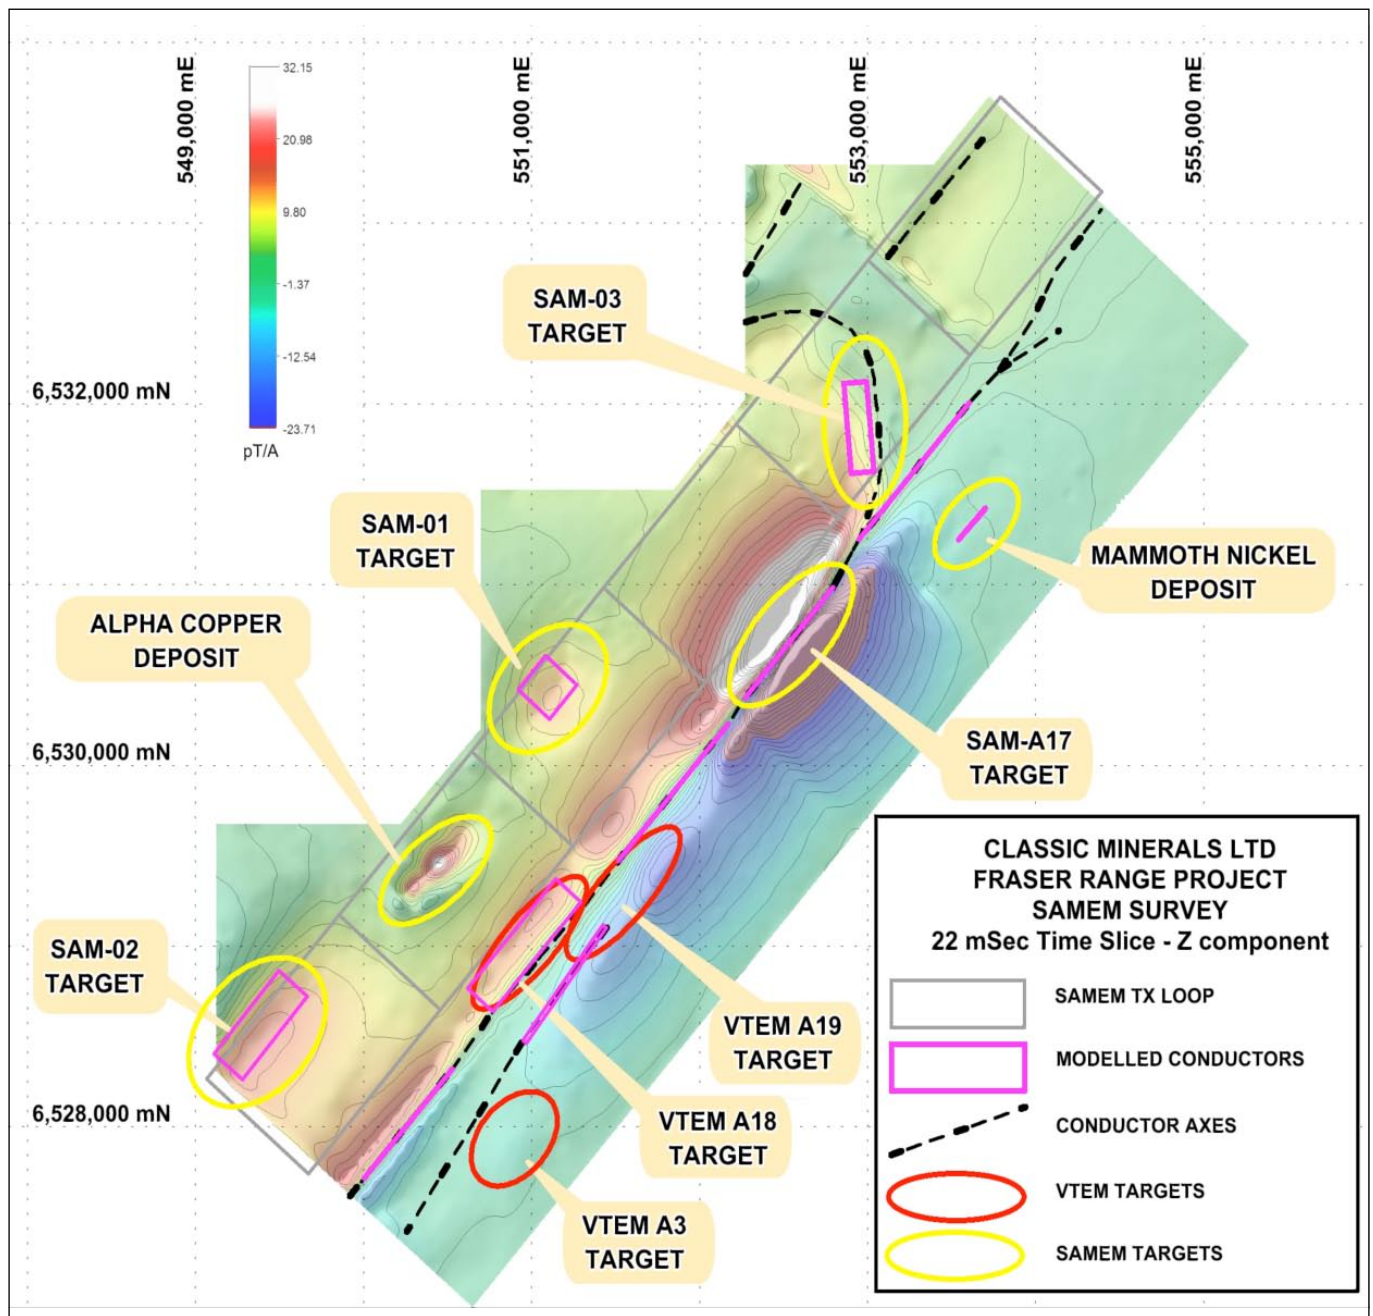 549,000 mE
551,000 mE
553,000 mE
555,000 mE
32.15
20.98
9.80
-1.37
-12.54
-23.71
pT/A
6,532,000 mN
6,530,000 mN
6,528,000 mN
SAM-03
TARGET
SAM-01
TARGET
ALPHA COPPER
DEPOSIT
MAMMOTH NICKEL
DEPOSIT
SAM-A17
TARGET
SAM-02
TARGET
VTEM A19
TARGET
VTEM A18
TARGET
VTEM A3
TARGET
CLASSIC MINERALS LTD
FRASER RANGE PROJECT
SAMEM SURVEY
22 mSec Time Slice - Z component
SAMEM TX LOOP
MODELLED CONDUCTORS
CONDUCTOR AXES
VTEM TARGETS
SAMEM TARGETS